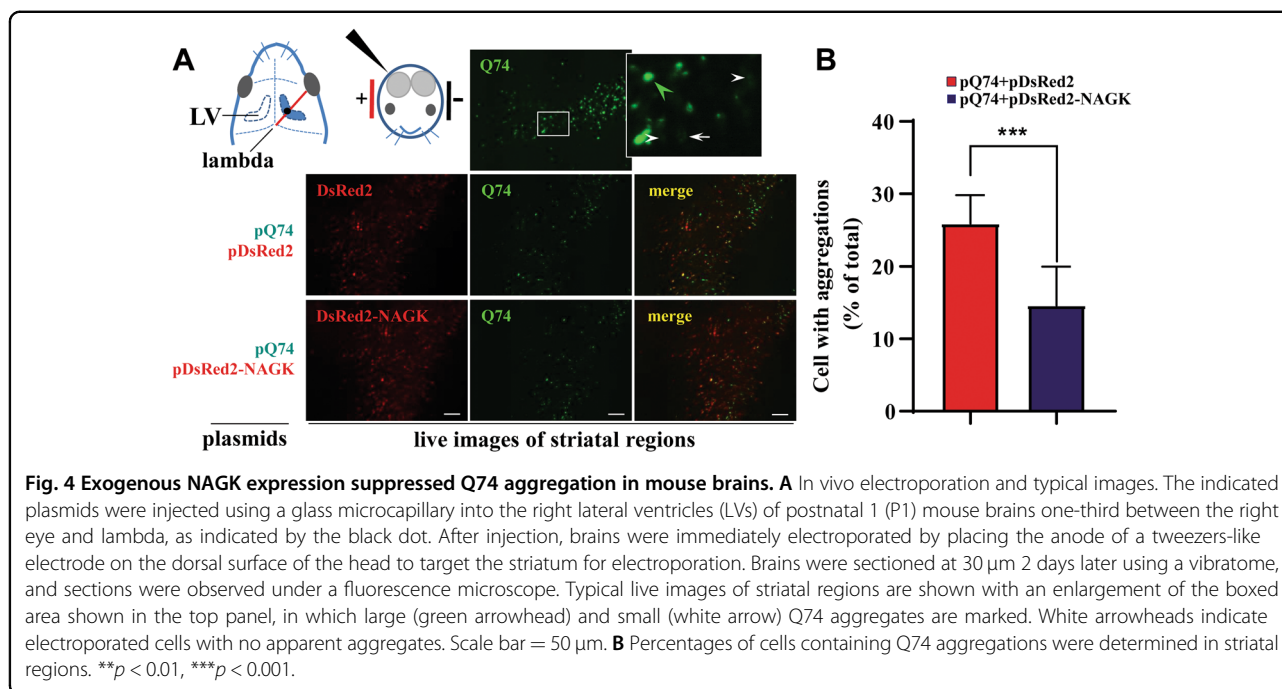 A
LV
lambda
+
-
Q74
DsRed2
Q74
merge
pQ74
pDsRed2
DsRed2-NAGK
Q74
merge
pQ74
pDsRed2-NAGK
plasmids
live images of striatal regions
B
pQ74+pDsRed2
pQ74+pDsRed2-NAGK
***
Cell with aggregations
(% of total)
40
30
20
10
0
Fig. 4 Exogenous NAGK expression suppressed Q74 aggregation in mouse brains. A In vivo electroporation and typical images. The indicated
plasmids were injected using a glass microcapillary into the right lateral ventricles (LVs) of postnatal 1 (P1) mouse brains one-third between the right
eye and lambda, as indicated by the black dot. After injection, brains were immediately electroporated by placing the anode of a tweezers-like
electrode on the dorsal surface of the head to target the striatum for electroporation. Brains were sectioned at 30 μm 2 days later using a vibratome,
and sections were observed under a fluorescence microscope. Typical live images of striatal regions are shown with an enlargement of the boxed
area shown in the top panel, in which large (green arrowhead) and small (white arrow) Q74 aggregates are marked. White arrowheads indicate
electroporated cells with no apparent aggregates. Scale bar = 50 μm. B Percentages of cells containing Q74 aggregations were determined in striatal
regions. **p < 0.01, ***p < 0.001.